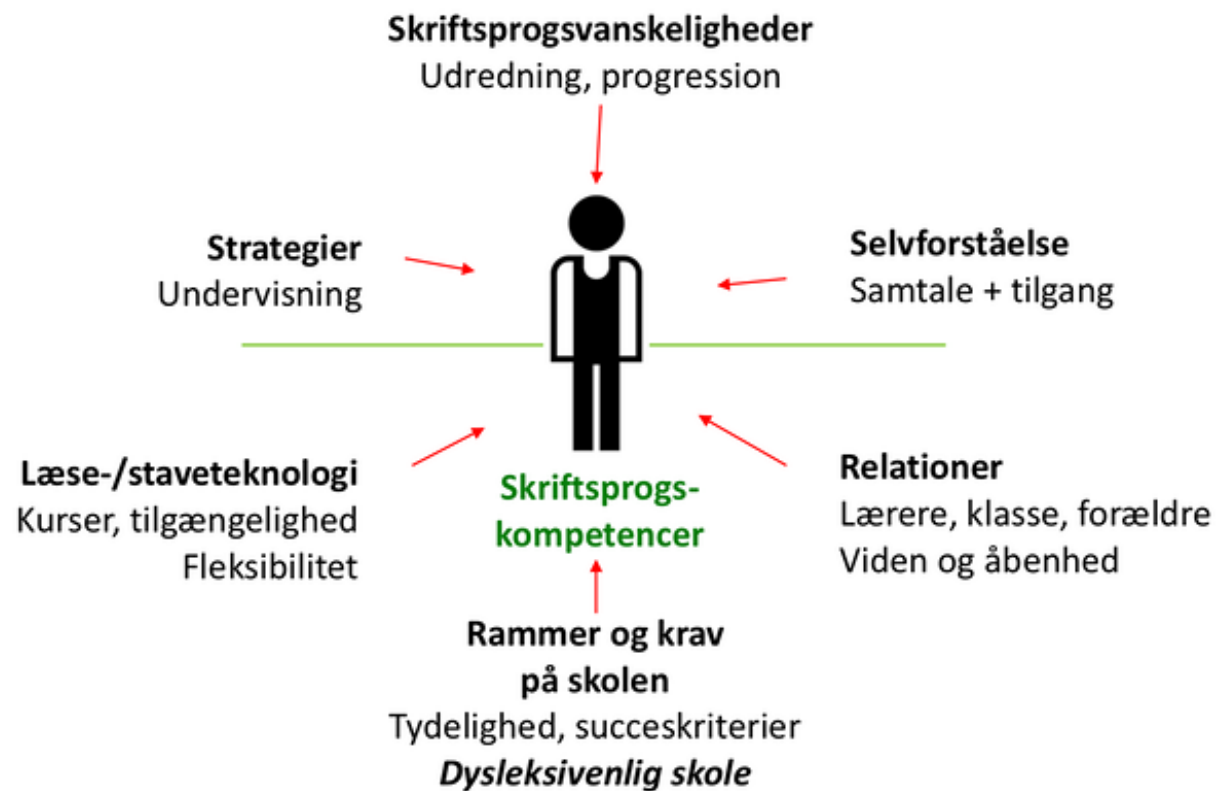 Skriftsprogsvanskeligheder
Udredning, progression
Strategier
Undervisning
Selvforståelse
Samtale + tilgang
Læse-/staveteknologi
Kurser, tilgængelighed
Fleksibilitet
Skriftsprogs-
kompetencer
Relationer
Lærere, klasse, forældre
Viden og åbenhed
Rammer og krav
på skolen
Tydelighed, succeskriterier
Dysleksivenlig skole